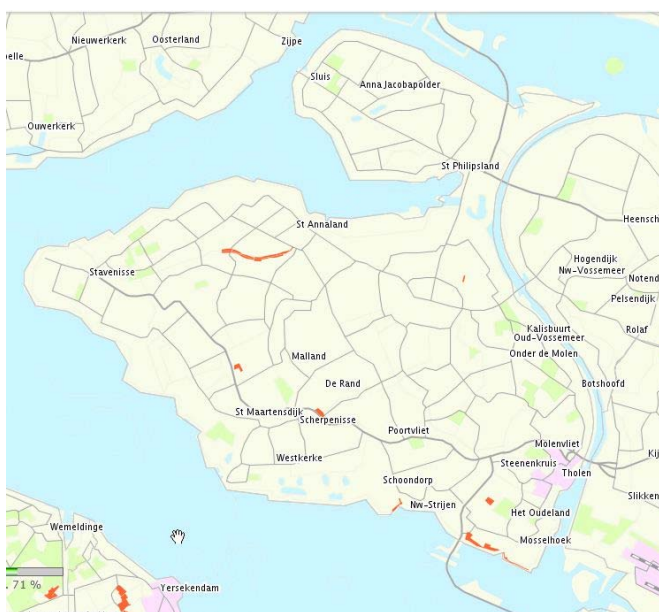 Nieuwerkerk
Oosterland
Zijpe
elle
Sluis
Anna Jacobapolder
Ouwerkerk
St Philipsland
St Annaland
Heensch
Stavenisse
Hogendijk
Nw-Vossemeer
Notend
Pelsendijk
Kalisbuurt
Rolaf
Oud-Vossemeer
Malland
Onder de Molen
De Rand
Botshoofd
St Maartensdijk
Scherpenisse
Poortvliet
Molenvliet
Kij
Westkerke
Steenenkruis
Tholen
Schoondorp
Slikken
Nw-Strijen
Het Oudeland
Wemeldinge
Mosselhoek
. 71 %
Yersekendam